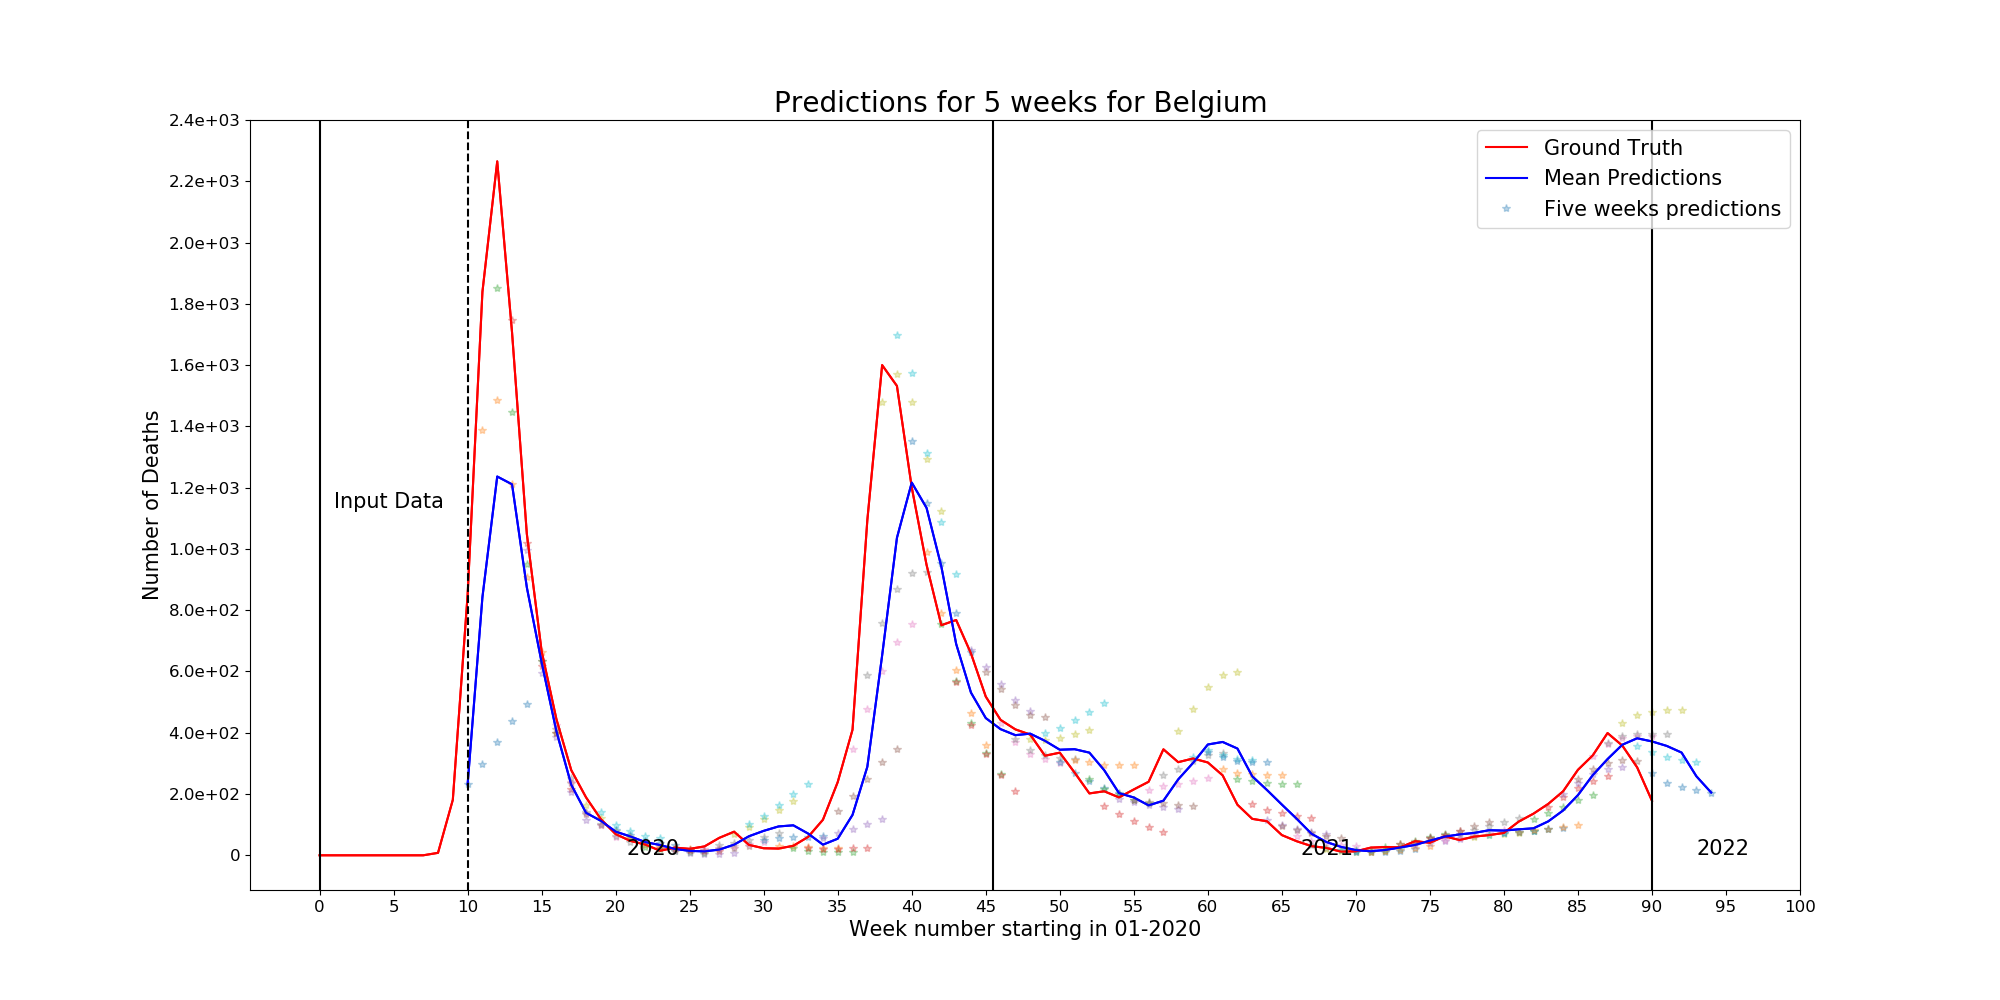 Predictions for 5 weeks for Belgium
2.4e+03
2.2e+03
2.0e+03
1.8e+03
1.6e+03
1.4e+03
1.2e+03
1.0e+03
8.0e+02
6.0e+02
4.0e+02
2.0e+02
0
Number of Deaths
Ground Truth
Mean Predictions
Five weeks predictions
Input Data
2020
2021
2022
0 5 10 15 20 25 30 35 40 45 50 55 60 65 70 75 80 85 90 95 100
Week number starting in 01-2020